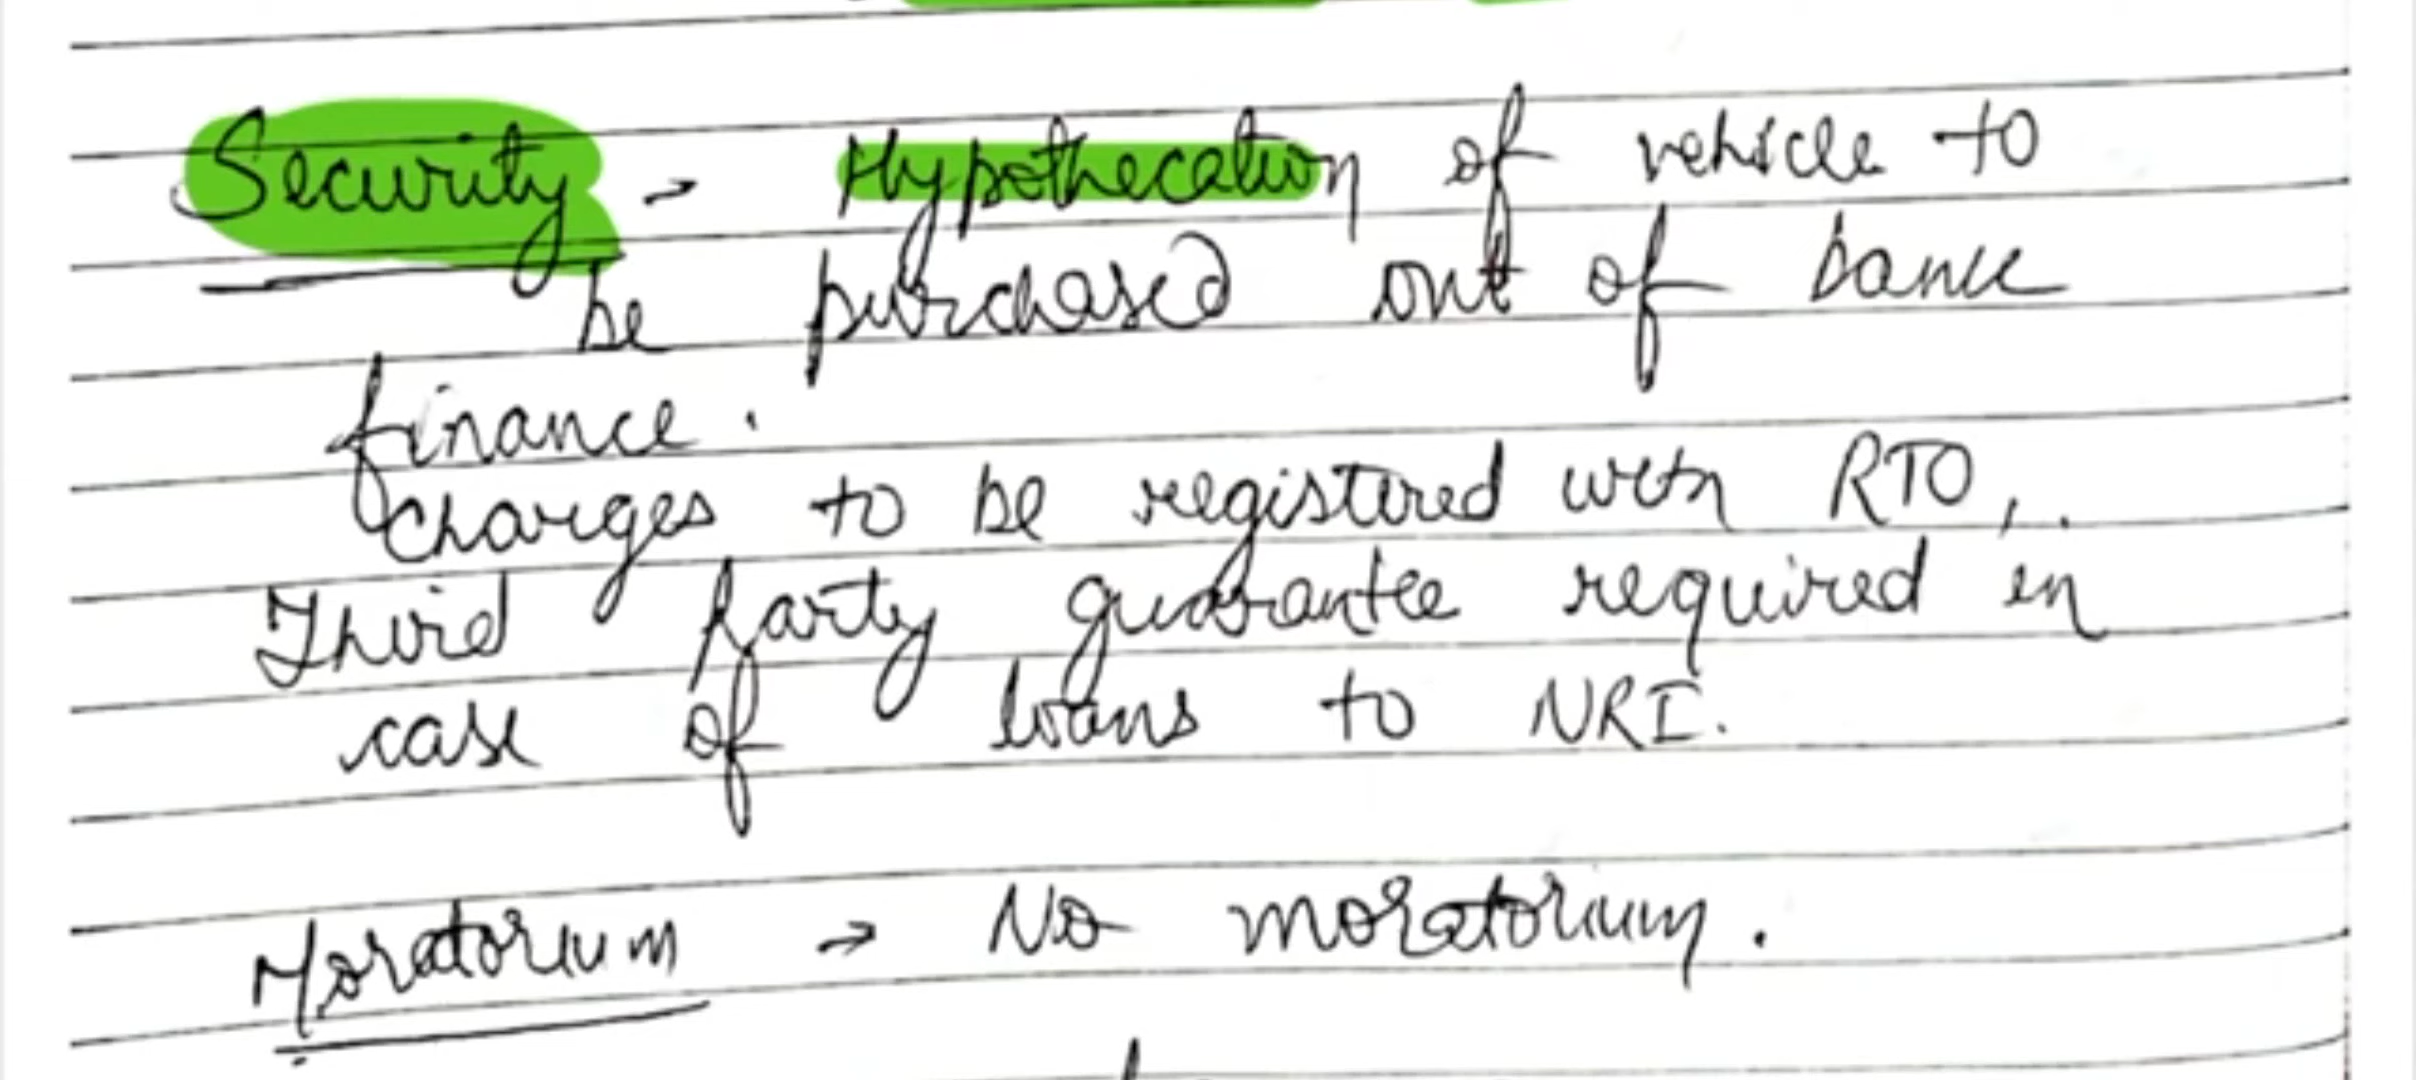 Security - Hypothecation of vehicle to
be purchased out of bank
finance.
charges to be registered with RTO,.
Third party guarantee required in
case of loans to NRI.
Moratorium → No moratorium.